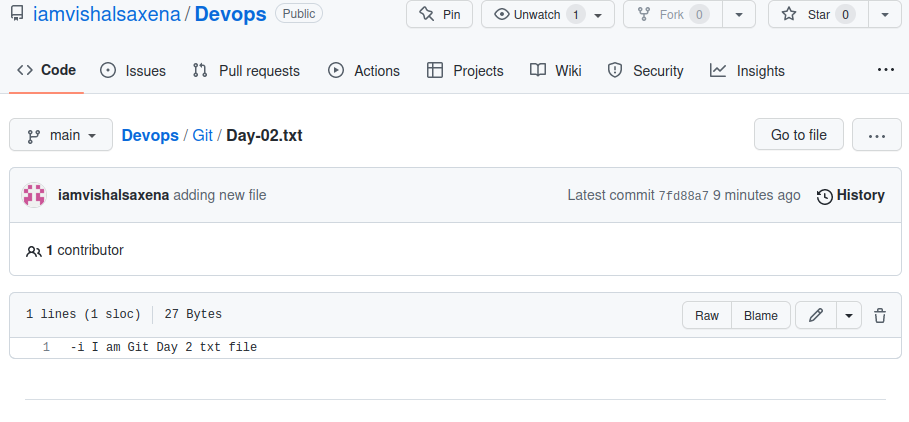 iamvishalsaxena / Devops Public Pin Unwatch 1 Fork 0 Star 0
Code Issues Pull requests Actions Projects Wiki Security Insights
main Devops / Git / Day-02.txt Go to file
iamvishalsaxena adding new file Latest commit 7fd88a7 9 minutes ago History
1 contributor
1 lines (1 sloc) 27 Bytes Raw Blame
1 -i I am Git Day 2 txt file